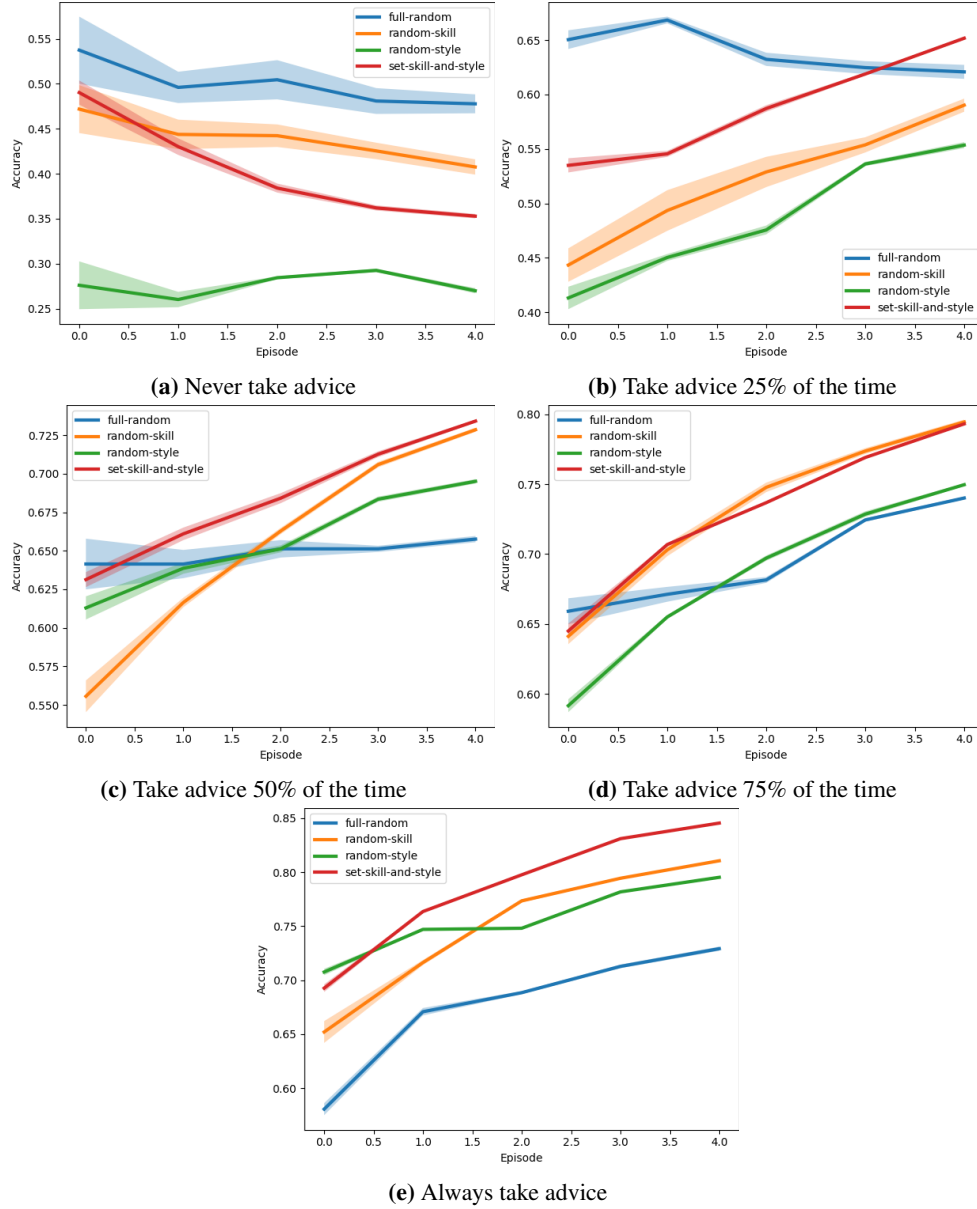 full-random
random-skill
random-style
set-skill-and-style
0.55
0.50
0.45
0.40
0.35
0.30
0.25
Accuracy
0.0 0.5 1.0 1.5 2.0 2.5 3.0 3.5 4.0
Episode
(a) Never take advice
0.65
0.60
0.55
0.50
0.45
0.40
Accuracy
full-random
random-skill
random-style
set-skill-and-style
0.0 0.5 1.0 1.5 2.0 2.5 3.0 3.5 4.0
Episode
(b) Take advice 25% of the time
full-random
random-skill
random-style
set-skill-and-style
0.725
0.700
0.675
0.650
0.625
0.600
0.575
0.550
Accuracy
0.0 0.5 1.0 1.5 2.0 2.5 3.0 3.5 4.0
Episode
(c) Take advice 50% of the time
full-random
random-skill
random-style
set-skill-and-style
0.80
0.75
0.70
0.65
0.60
Accuracy
0.0 0.5 1.0 1.5 2.0 2.5 3.0 3.5 4.0
Episode
(d) Take advice 75% of the time
full-random
random-skill
random-style
set-skill-and-style
0.85
0.80
0.75
0.70
0.65
0.60
Accuracy
0.0 0.5 1.0 1.5 2.0 2.5 3.0 3.5 4.0
Episode
(e) Always take advice